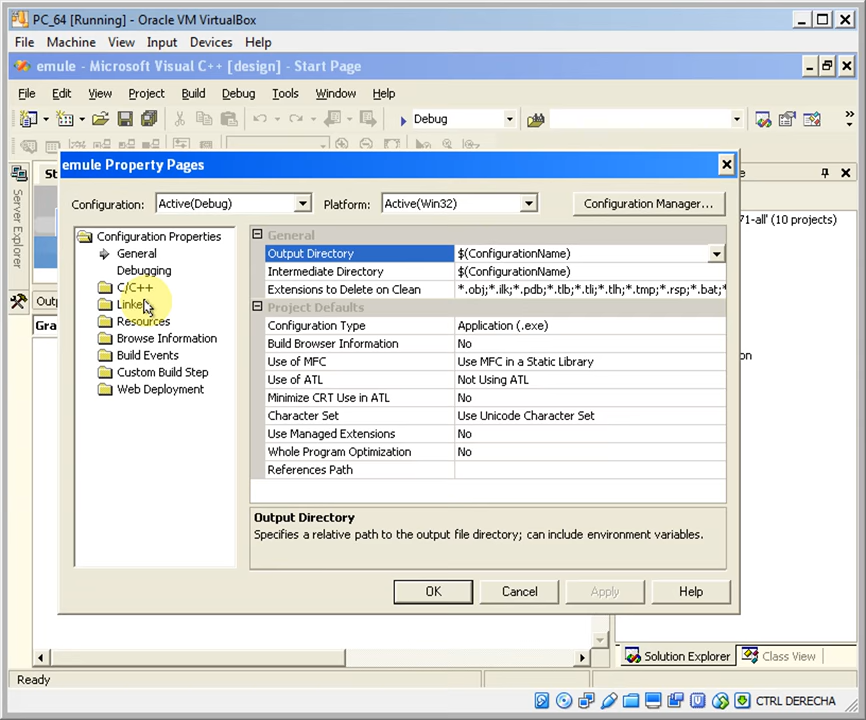 PC_64 [Running] - Oracle VM VirtualBox
File Machine View Input Devices Help
emule - Microsoft Visual C++ [design] - Start Page
File Edit View Project Build Debug Tools Window Help
Debug
St
emule Property Pages
Configuration: Active(Debug) Platform: Active(Win32) Configuration Manager...
Server Explorer
Configuration Properties
General
Debugging
C/C++
Linker
Resources
Browse Information
Build Events
Custom Build Step
Web Deployment
General
Output Directory $(ConfigurationName)
Intermediate Directory $(ConfigurationName)
Extensions to Delete on Clean *.obj;*.ilk;*.pdb;*.tlb;*.tli;*.tlh;*.tmp;*.rsp;*.bat;*
Project Defaults
Configuration Type Application (.exe)
Build Browser Information No
Use of MFC Use MFC in a Static Library
Use of ATL Not Using ATL
Minimize CRT Use in ATL No
Character Set Use Unicode Character Set
Use Managed Extensions No
Whole Program Optimization No
References Path
Output Directory
Specifies a relative path to the output file directory; can include environment variables.
OK Cancel Apply Help
Outp
Gra
71-all' (10 projects)
on
Solution Explorer Class View
Ready
CTRL DERECHA